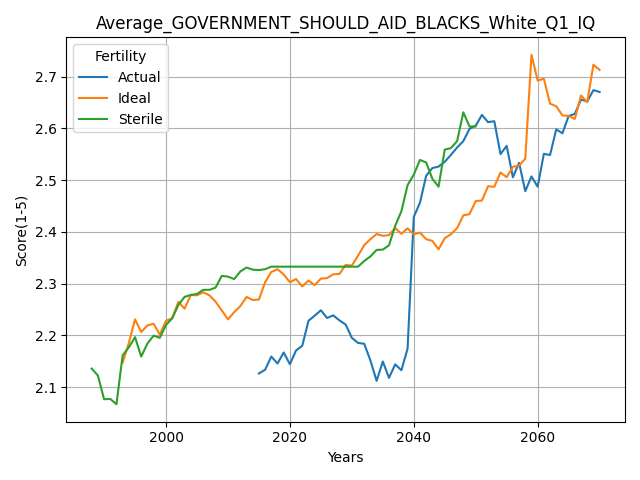 Average_GOVERNMENT_SHOULD_AID_BLACKS_White_Q1_IQ
Fertility
Actual
Ideal
Sterile
Score(1-5)
2.7
2.6
2.5
2.4
2.3
2.2
2.1
2000 2020 2040 2060
Years